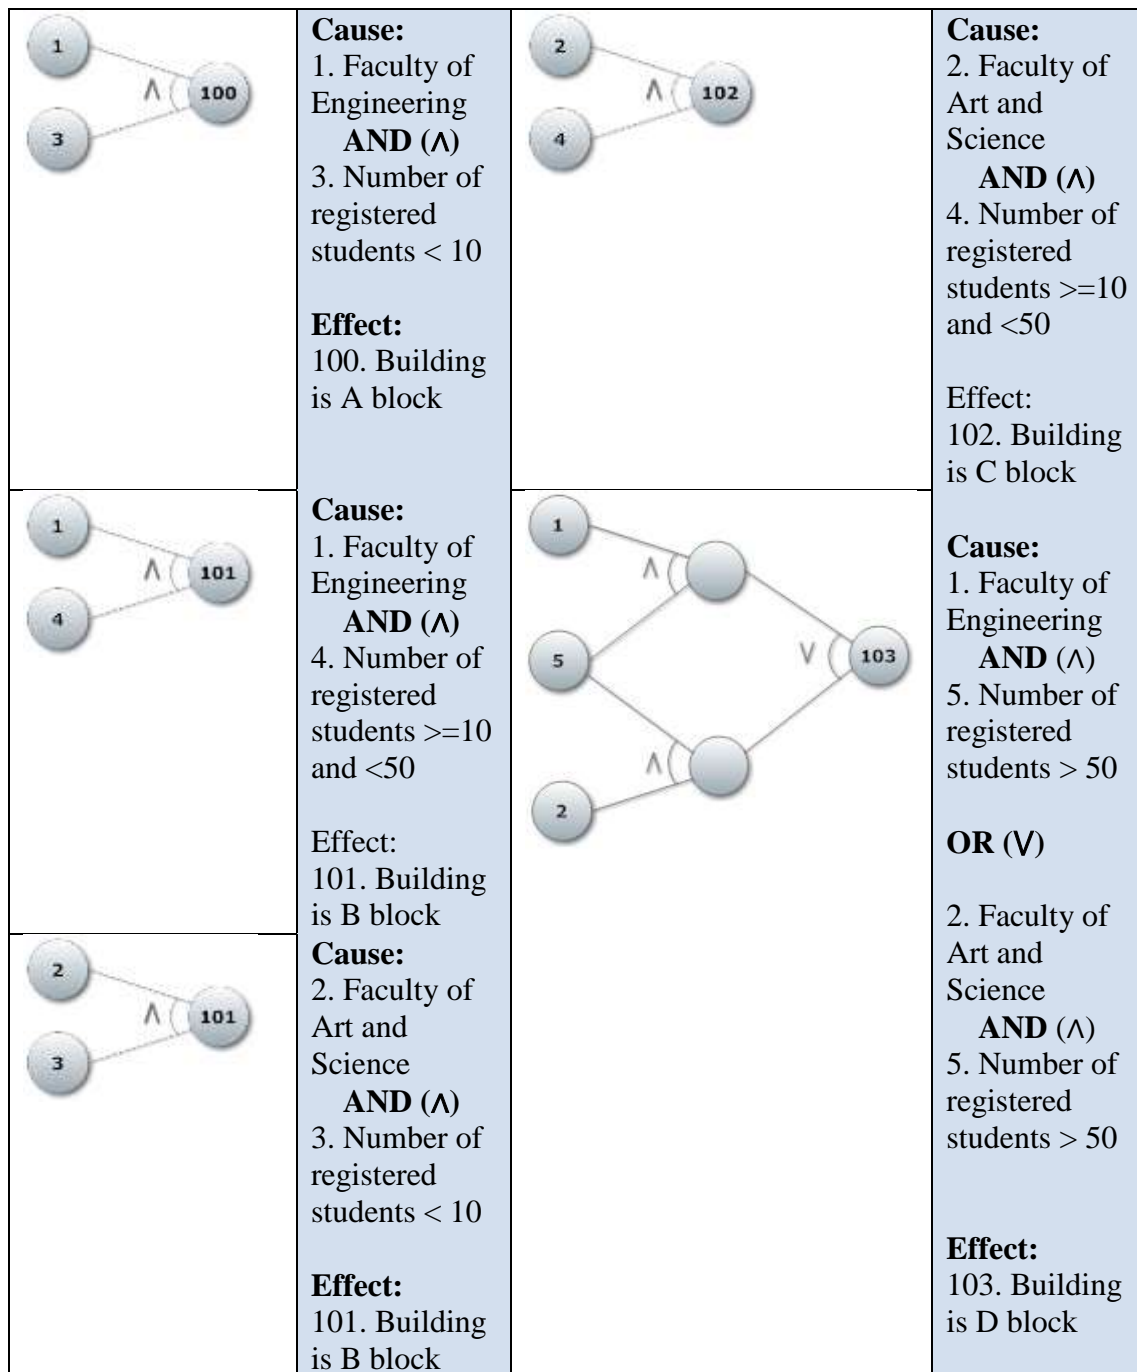 1
3
Λ
100
Cause:
1. Faculty of
Engineering
AND (Λ)
3. Number of
registered
students < 10
Effect:
100. Building
is A block
2
4
Λ
102
Cause:
2. Faculty of
Art and
Science
AND (Λ)
4. Number of
registered
students >=10
and <50
Effect:
102. Building
is C block
1
4
Λ
101
Cause:
1. Faculty of
Engineering
AND (Λ)
4. Number of
registered
students >=10
and <50
Effect:
101. Building
is B block
1
Λ
5
V
103
Λ
2
Cause:
1. Faculty of
Engineering
AND (Λ)
5. Number of
registered
students > 50
OR (V)
2. Faculty of
Art and
Science
AND (Λ)
5. Number of
registered
students > 50
Effect:
103. Building
is D block
2
3
Λ
101
Cause:
2. Faculty of
Art and
Science
AND (Λ)
3. Number of
registered
students < 10
Effect:
101. Building
is B block